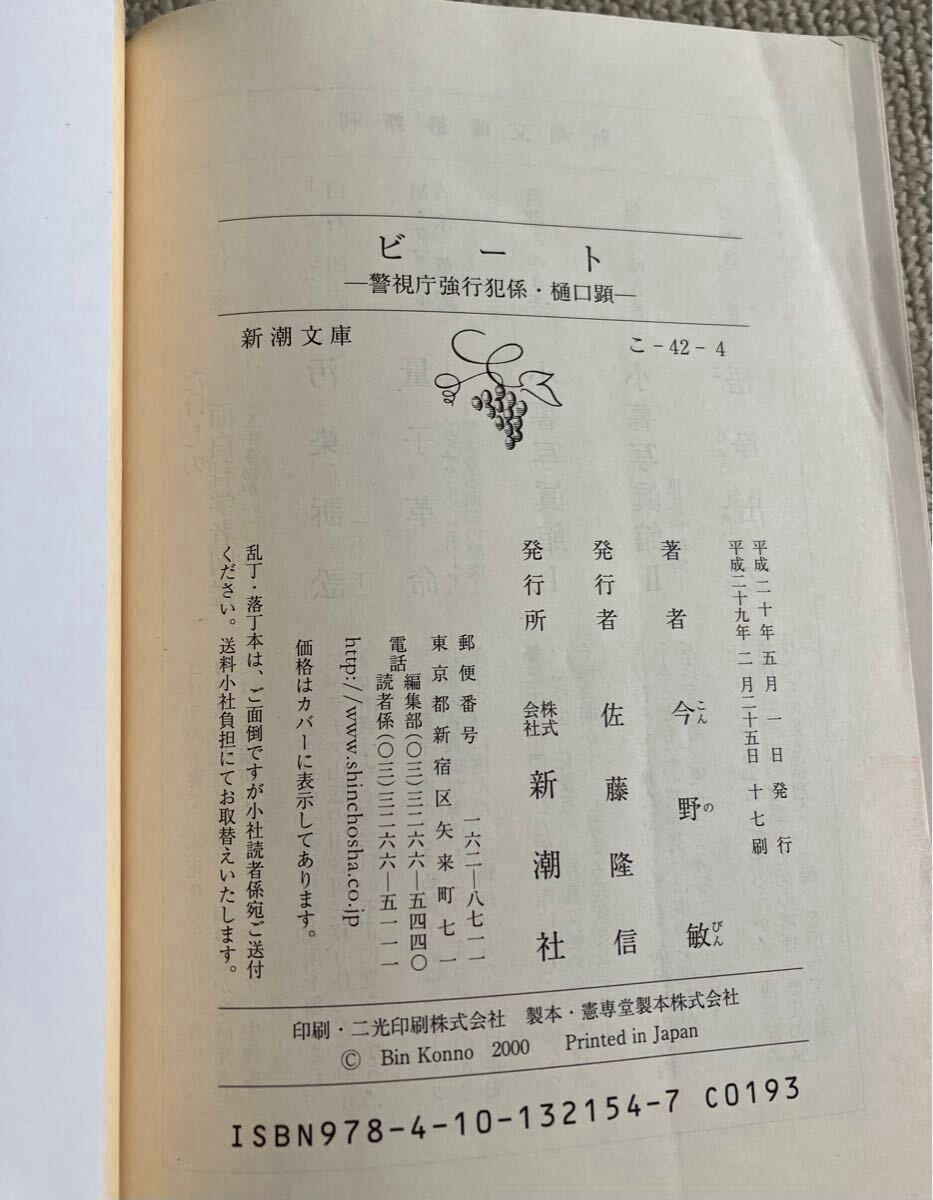 ビート
―警視庁強行犯係・樋口顕―
新潮文庫
こ-42-4
平成二十年五月一日発行
平成二十九年二月二十五日十七刷
著者 今野敏
こんのびん
発行者 佐藤隆信
発行所 株式会社 新潮社
郵便番号 一六二―八七一一
東京都新宿区矢来町七一
電話 編集部(〇三)三二六六―五四四〇
読者係(〇三)三二六六―五一一一
http://www.shinchosha.co.jp
価格はカバーに表示してあります。
乱丁・落丁本は、ご面倒ですが小社読者係宛ご送付
ください。送料小社負担にてお取替えいたします。
印刷・二光印刷株式会社 製本・憲専堂製本株式会社
© Bin Konno 2000 Printed in Japan
ISBN978-4-10-132154-7 C0193